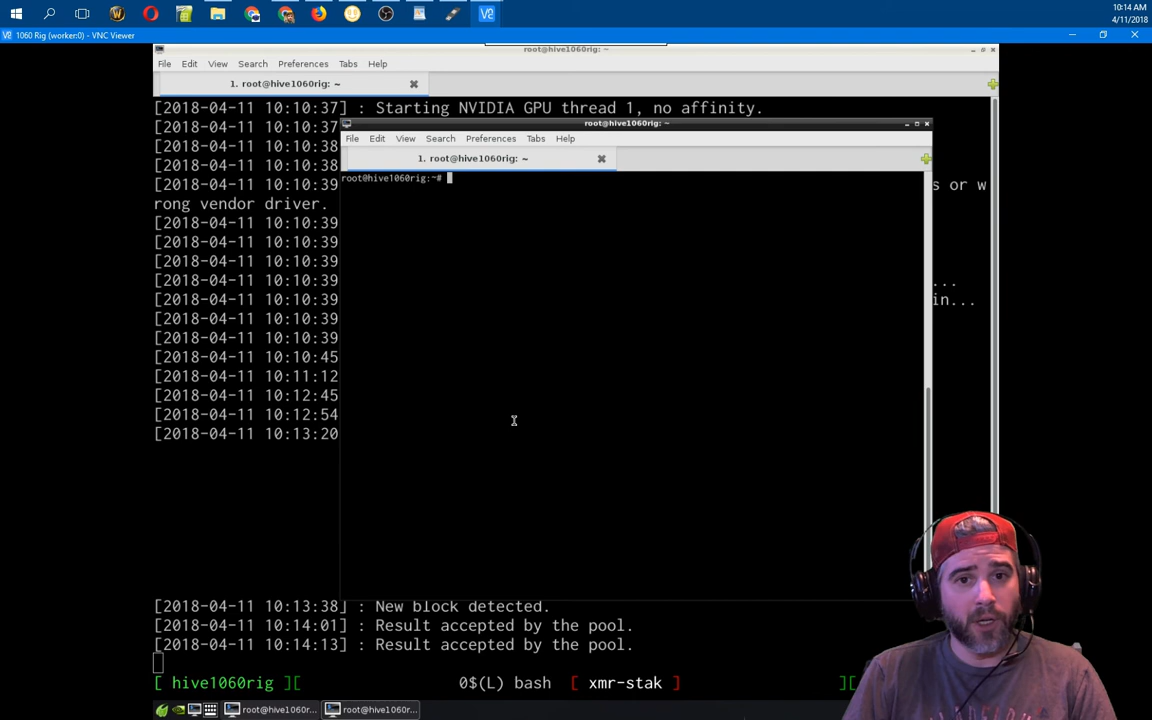 10:14 AM
4/11/2018
1060 Rig (worker:0) - VNC Viewer
root@hive1060rig: ~
File Edit View Search Preferences Tabs Help
1. root@hive1060rig: ~
[2018-04-11 10:10:37] : Starting NVIDIA GPU thread 1, no affinity.
[2018-04-11 10:10:37
[2018-04-11 10:10:38
[2018-04-11 10:10:38
[2018-04-11 10:10:39
s or w
rong vendor driver.
[2018-04-11 10:10:39
[2018-04-11 10:10:39
[2018-04-11 10:10:39
[2018-04-11 10:10:39
...
[2018-04-11 10:10:39
in...
[2018-04-11 10:10:39
[2018-04-11 10:10:39
[2018-04-11 10:10:45
[2018-04-11 10:11:12
[2018-04-11 10:12:45
[2018-04-11 10:12:54
[2018-04-11 10:13:20
root@hive1060rig: ~
File Edit View Search Preferences Tabs Help
1. root@hive1060rig: ~
root@hive1060rig:~#
[2018-04-11 10:13:38] : New block detected.
[2018-04-11 10:14:01] : Result accepted by the pool.
[2018-04-11 10:14:13] : Result accepted by the pool.
[ hive1060rig ][ 0$(L) bash [ xmr-stak ] ][
root@hive1060r... root@hive1060r...